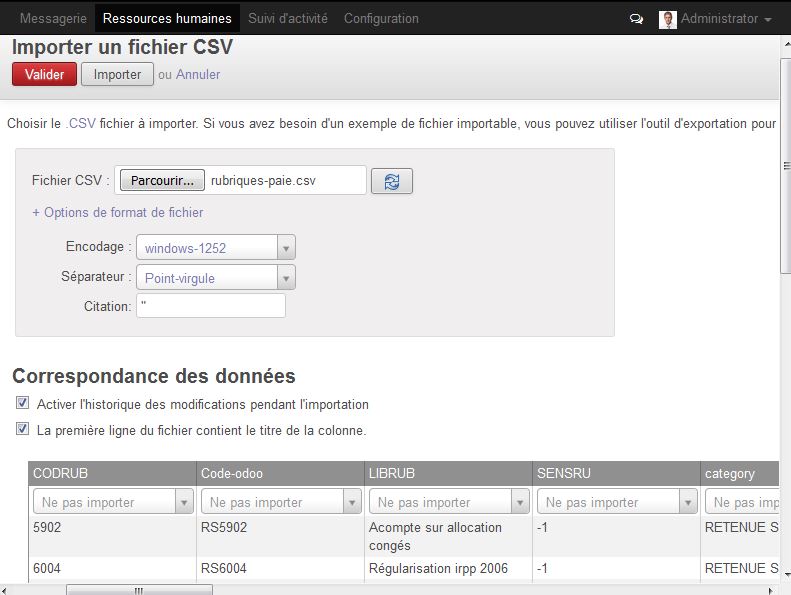 Messagerie Ressources humaines Suivi d'activité Configuration Administrator
Importer un fichier CSV
Valider Importer ou Annuler
Choisir le .CSV fichier à importer. Si vous avez besoin d'un exemple de fichier importable, vous pouvez utiliser l'outil d'exportation pour
Fichier CSV : Parcourir... rubriques-paie.csv
+ Options de format de fichier
Encodage : windows-1252
Séparateur : Point-virgule
Citation: "
Correspondance des données
Activer l'historique des modifications pendant l'importation
La première ligne du fichier contient le titre de la colonne.
CODRUB Code-odoo LIBRUB SENSRU category
Ne pas importer Ne pas importer Ne pas importer Ne pas importer Ne pas imp
5902 RS5902 Acompte sur allocation -1 RETENUE S
congés
6004 RS6004 Régularisation irpp 2006 -1 RETENUE S